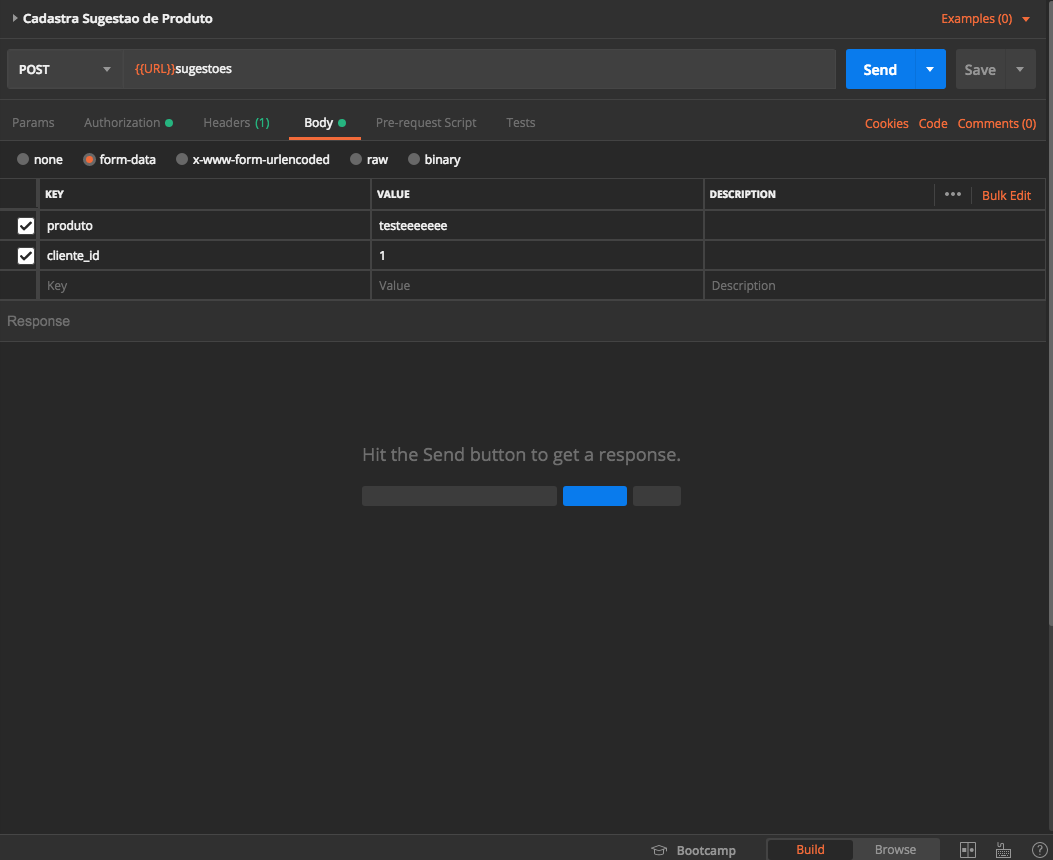 Cadastra Sugestao de Produto
Examples (0)
POST
{{URL}}sugestoes
Send
Save
Params
Authorization
Headers (1)
Body
Pre-request Script
Tests
Cookies
Code
Comments (0)
none
form-data
x-www-form-urlencoded
raw
binary
KEY
VALUE
DESCRIPTION
Bulk Edit
produto
testeeeeeee
cliente_id
1
Key
Value
Description
Response
Hit the Send button to get a response.
Bootcamp
Build
Browse